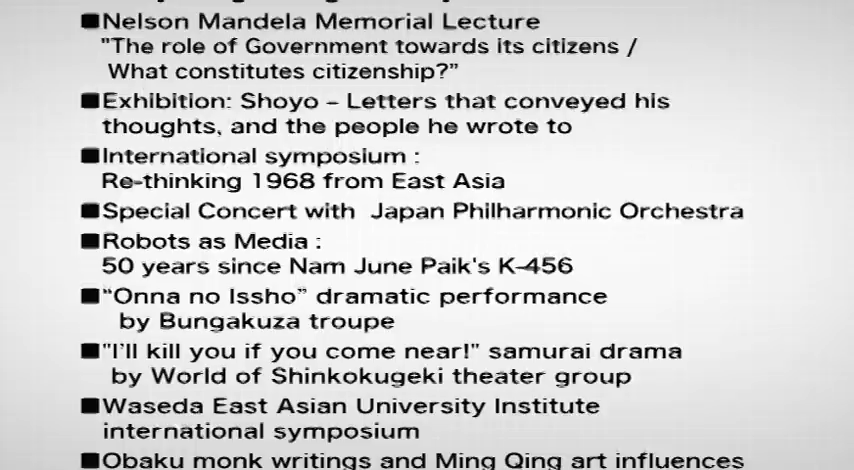 ■Nelson Mandela Memorial Lecture
"The role of Government towards its citizens /
What constitutes citizenship?”
■Exhibition: Shoyo – Letters that conveyed his
thoughts, and the people he wrote to
■International symposium :
Re-thinking 1968 from East Asia
■Special Concert with Japan Philharmonic Orchestra
■Robots as Media :
50 years since Nam June Paik's K-456
■“Onna no Issho” dramatic performance
by Bungakuza troupe
■"I'll kill you if you come near!" samurai drama
by World of Shinkokugeki theater group
■Waseda East Asian University Institute
international symposium
■Obaku monk writings and Ming Qing art influences